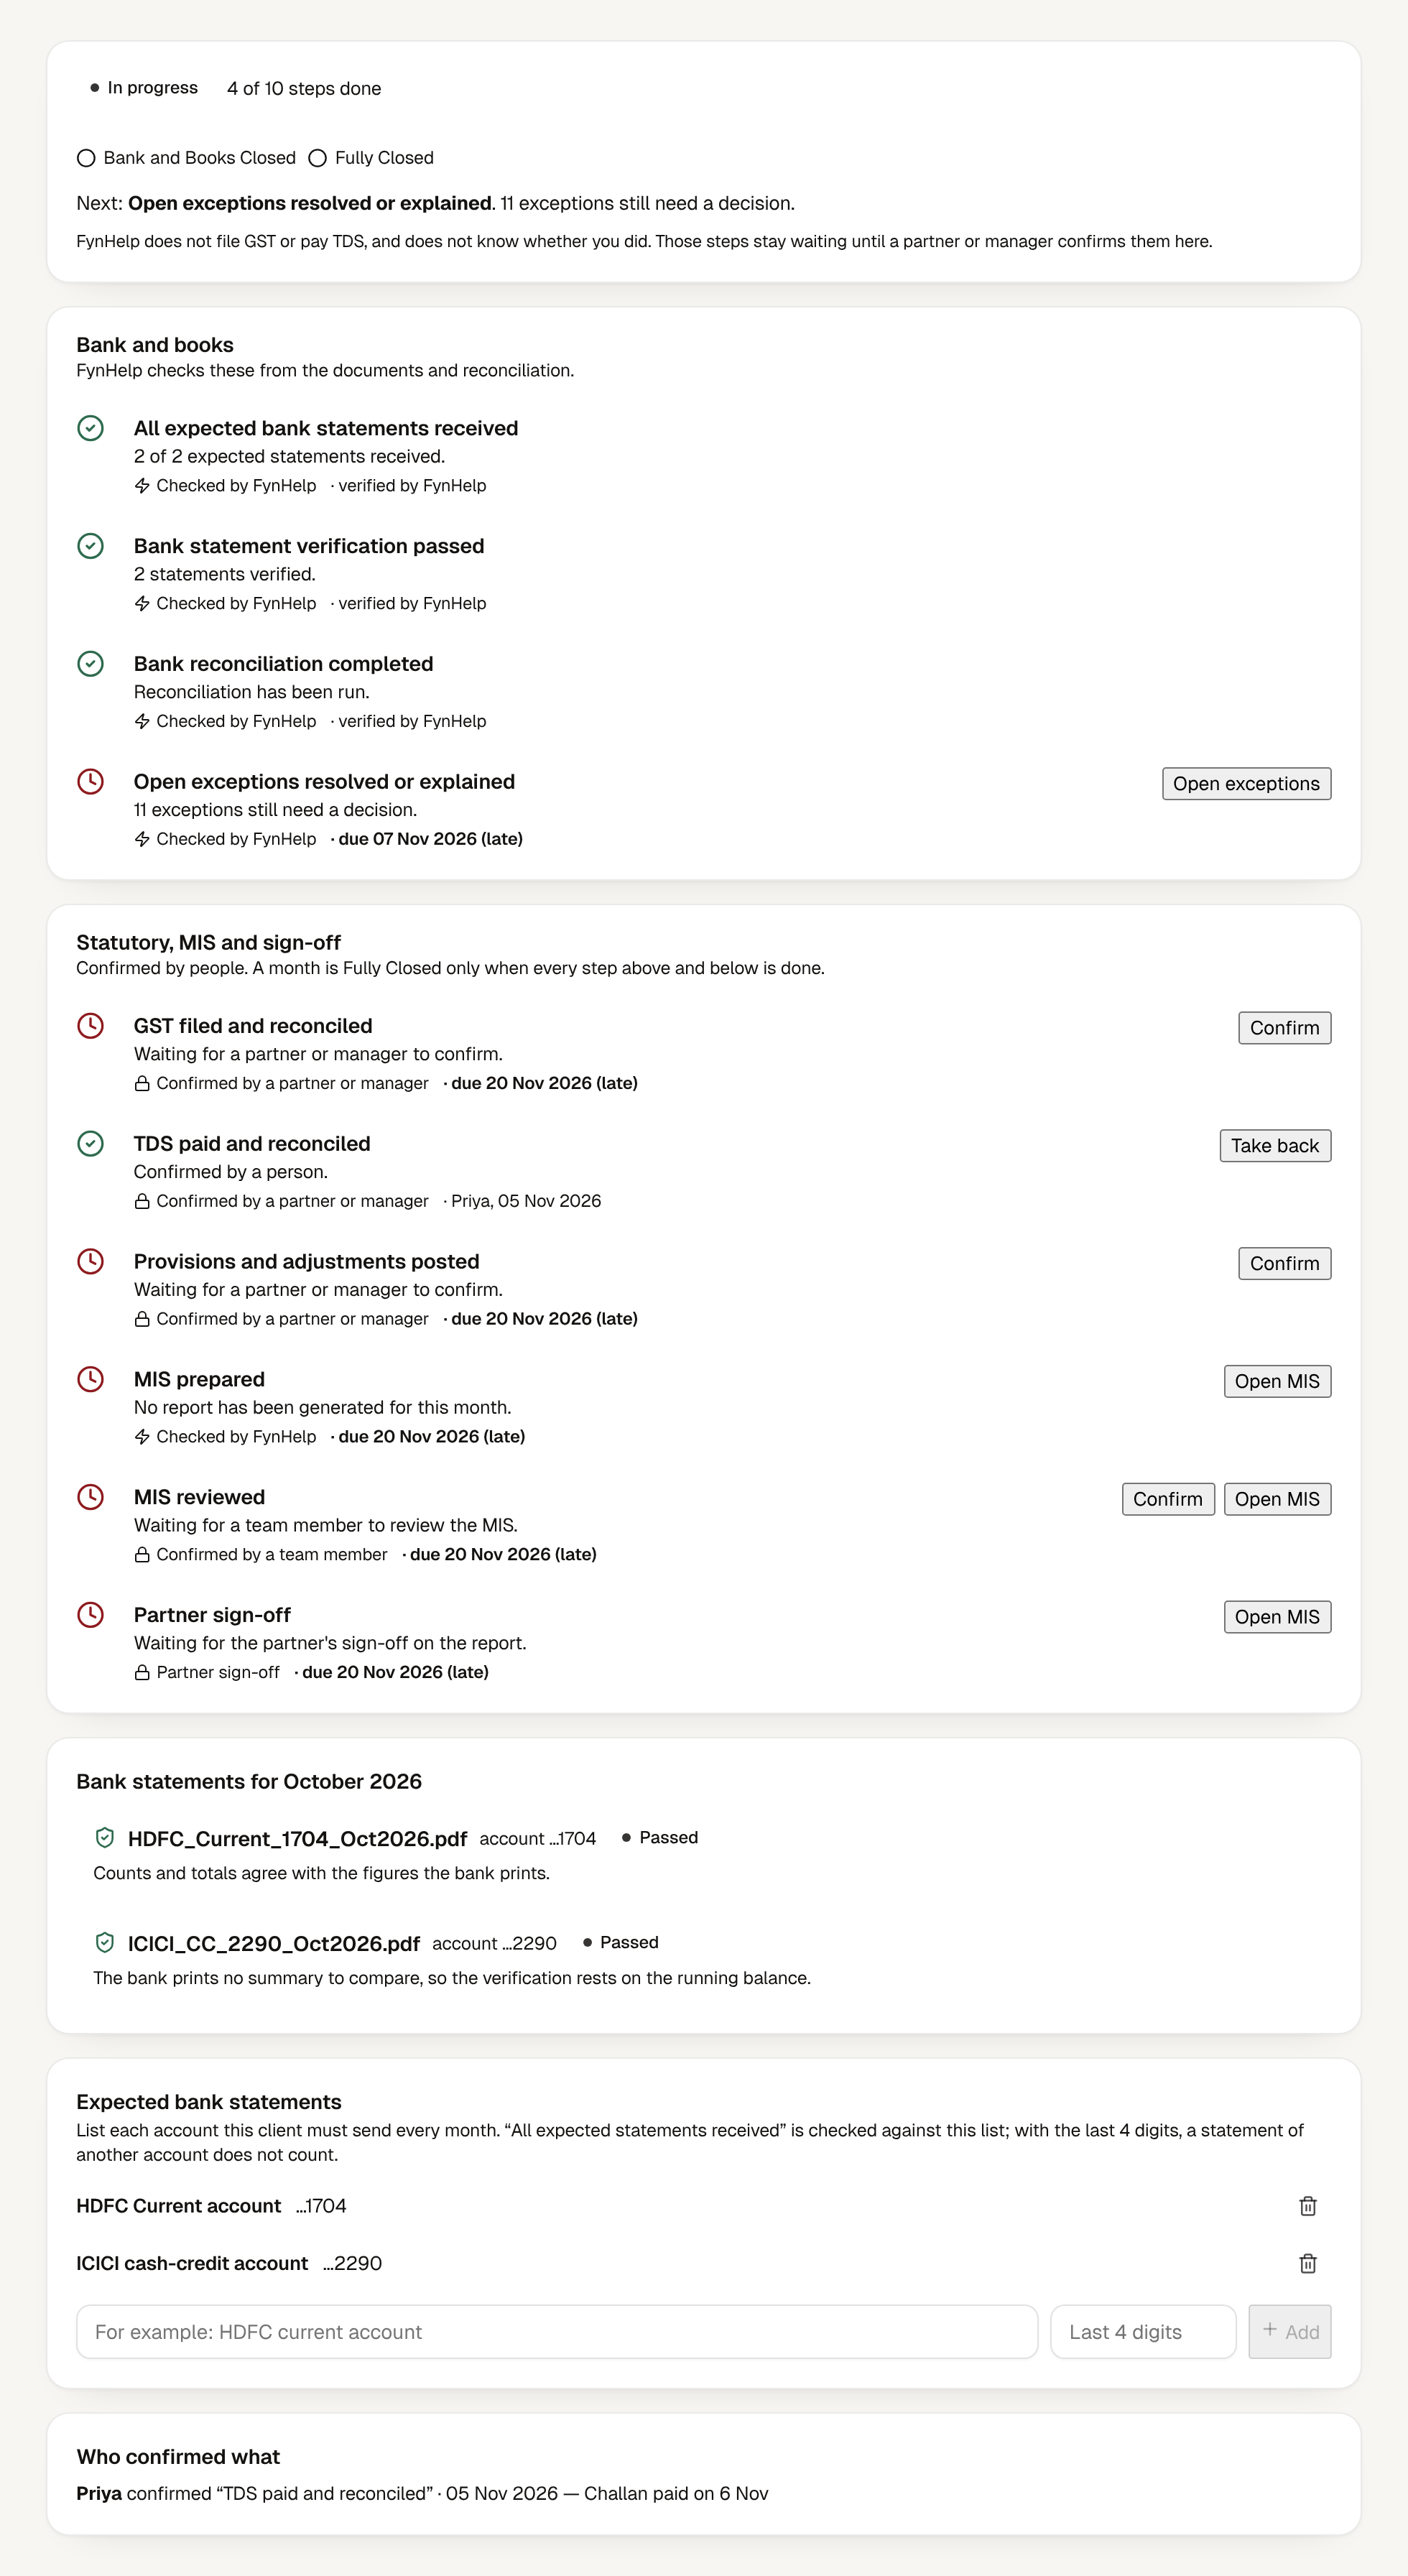 In progress 4 of 10 steps done
Bank and Books Closed Fully Closed
Next: Open exceptions resolved or explained. 11 exceptions still need a decision.
FynHelp does not file GST or pay TDS, and does not know whether you did. Those steps stay waiting until a partner or manager confirms them here.
Bank and books
FynHelp checks these from the documents and reconciliation.
All expected bank statements received
2 of 2 expected statements received.
Checked by FynHelp · verified by FynHelp
Bank statement verification passed
2 statements verified.
Checked by FynHelp · verified by FynHelp
Bank reconciliation completed
Reconciliation has been run.
Checked by FynHelp · verified by FynHelp
Open exceptions resolved or explained
Open exceptions
11 exceptions still need a decision.
Checked by FynHelp · due 07 Nov 2026 (late)
Statutory, MIS and sign-off
Confirmed by people. A month is Fully Closed only when every step above and below is done.
GST filed and reconciled
Confirm
Waiting for a partner or manager to confirm.
Confirmed by a partner or manager · due 20 Nov 2026 (late)
TDS paid and reconciled
Take back
Confirmed by a person.
Confirmed by a partner or manager · Priya, 05 Nov 2026
Provisions and adjustments posted
Confirm
Waiting for a partner or manager to confirm.
Confirmed by a partner or manager · due 20 Nov 2026 (late)
MIS prepared
Open MIS
No report has been generated for this month.
Checked by FynHelp · due 20 Nov 2026 (late)
MIS reviewed
Confirm Open MIS
Waiting for a team member to review the MIS.
Confirmed by a team member · due 20 Nov 2026 (late)
Partner sign-off
Open MIS
Waiting for the partner's sign-off on the report.
Partner sign-off · due 20 Nov 2026 (late)
Bank statements for October 2026
HDFC_Current_1704_Oct2026.pdf account ...1704 Passed
Counts and totals agree with the figures the bank prints.
ICICI_CC_2290_Oct2026.pdf account ...2290 Passed
The bank prints no summary to compare, so the verification rests on the running balance.
Expected bank statements
List each account this client must send every month. “All expected statements received” is checked against this list; with the last 4 digits, a statement of
another account does not count.
HDFC Current account ...1704
ICICI cash-credit account ...2290
For example: HDFC current account Last 4 digits + Add
Who confirmed what
Priya confirmed “TDS paid and reconciled” · 05 Nov 2026 — Challan paid on 6 Nov